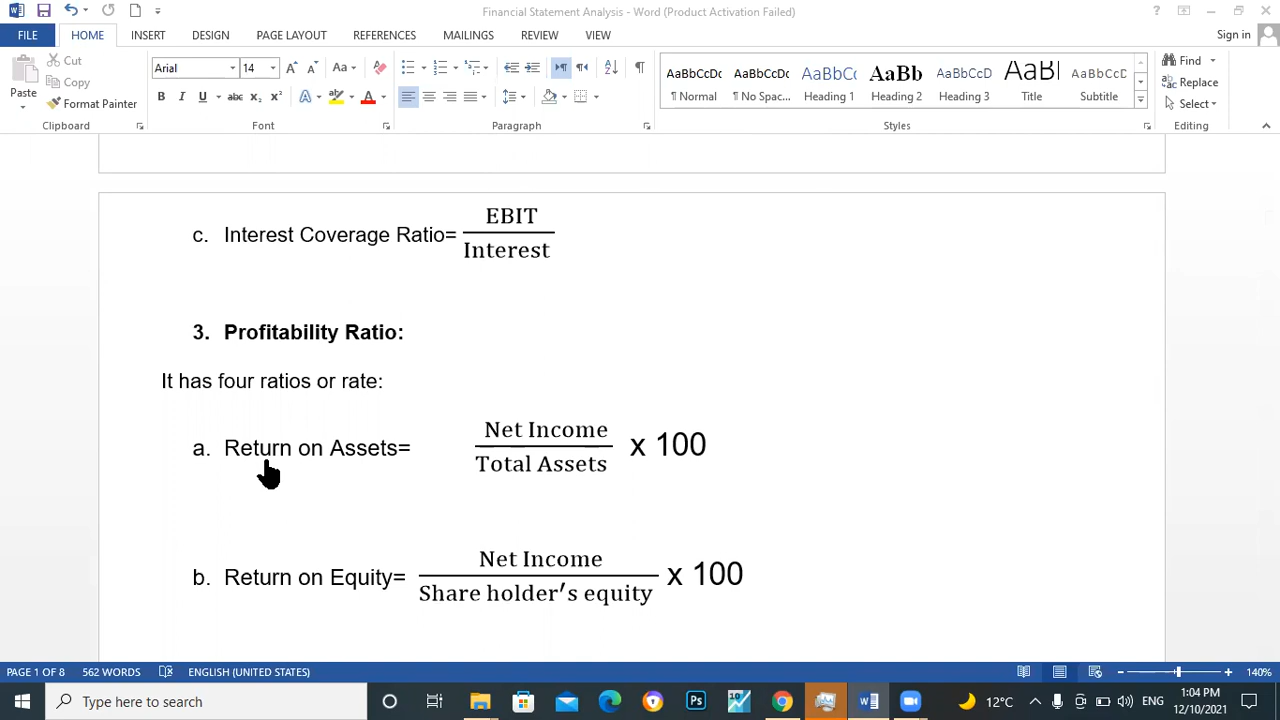 Financial Statement Analysis - Word (Product Activation Failed)
FILE HOME INSERT DESIGN PAGE LAYOUT REFERENCES MAILINGS REVIEW VIEW Sign in
Cut
Copy
Format Painter
Paste
Clipboard
Arial 14
Font
Paragraph
AaBbCcDc AaBbCcDc AaBbC AaBb AaBbCcD AaBl AaBbCcD
¶ Normal ¶ No Spac... Heading 1 Heading 2 Heading 3 Title Subtitle
Styles
Find
Replace
Select
Editing
c. Interest Coverage Ratio= EBIT
Interest
3. Profitability Ratio:
It has four ratios or rate:
a. Return on Assets= Net Income
Total Assets
x 100
b. Return on Equity= Net Income
Share holder's equity
x 100
PAGE 1 OF 8 562 WORDS ENGLISH (UNITED STATES) 140%
Type here to search
12°C ENG 1:04 PM
12/10/2021